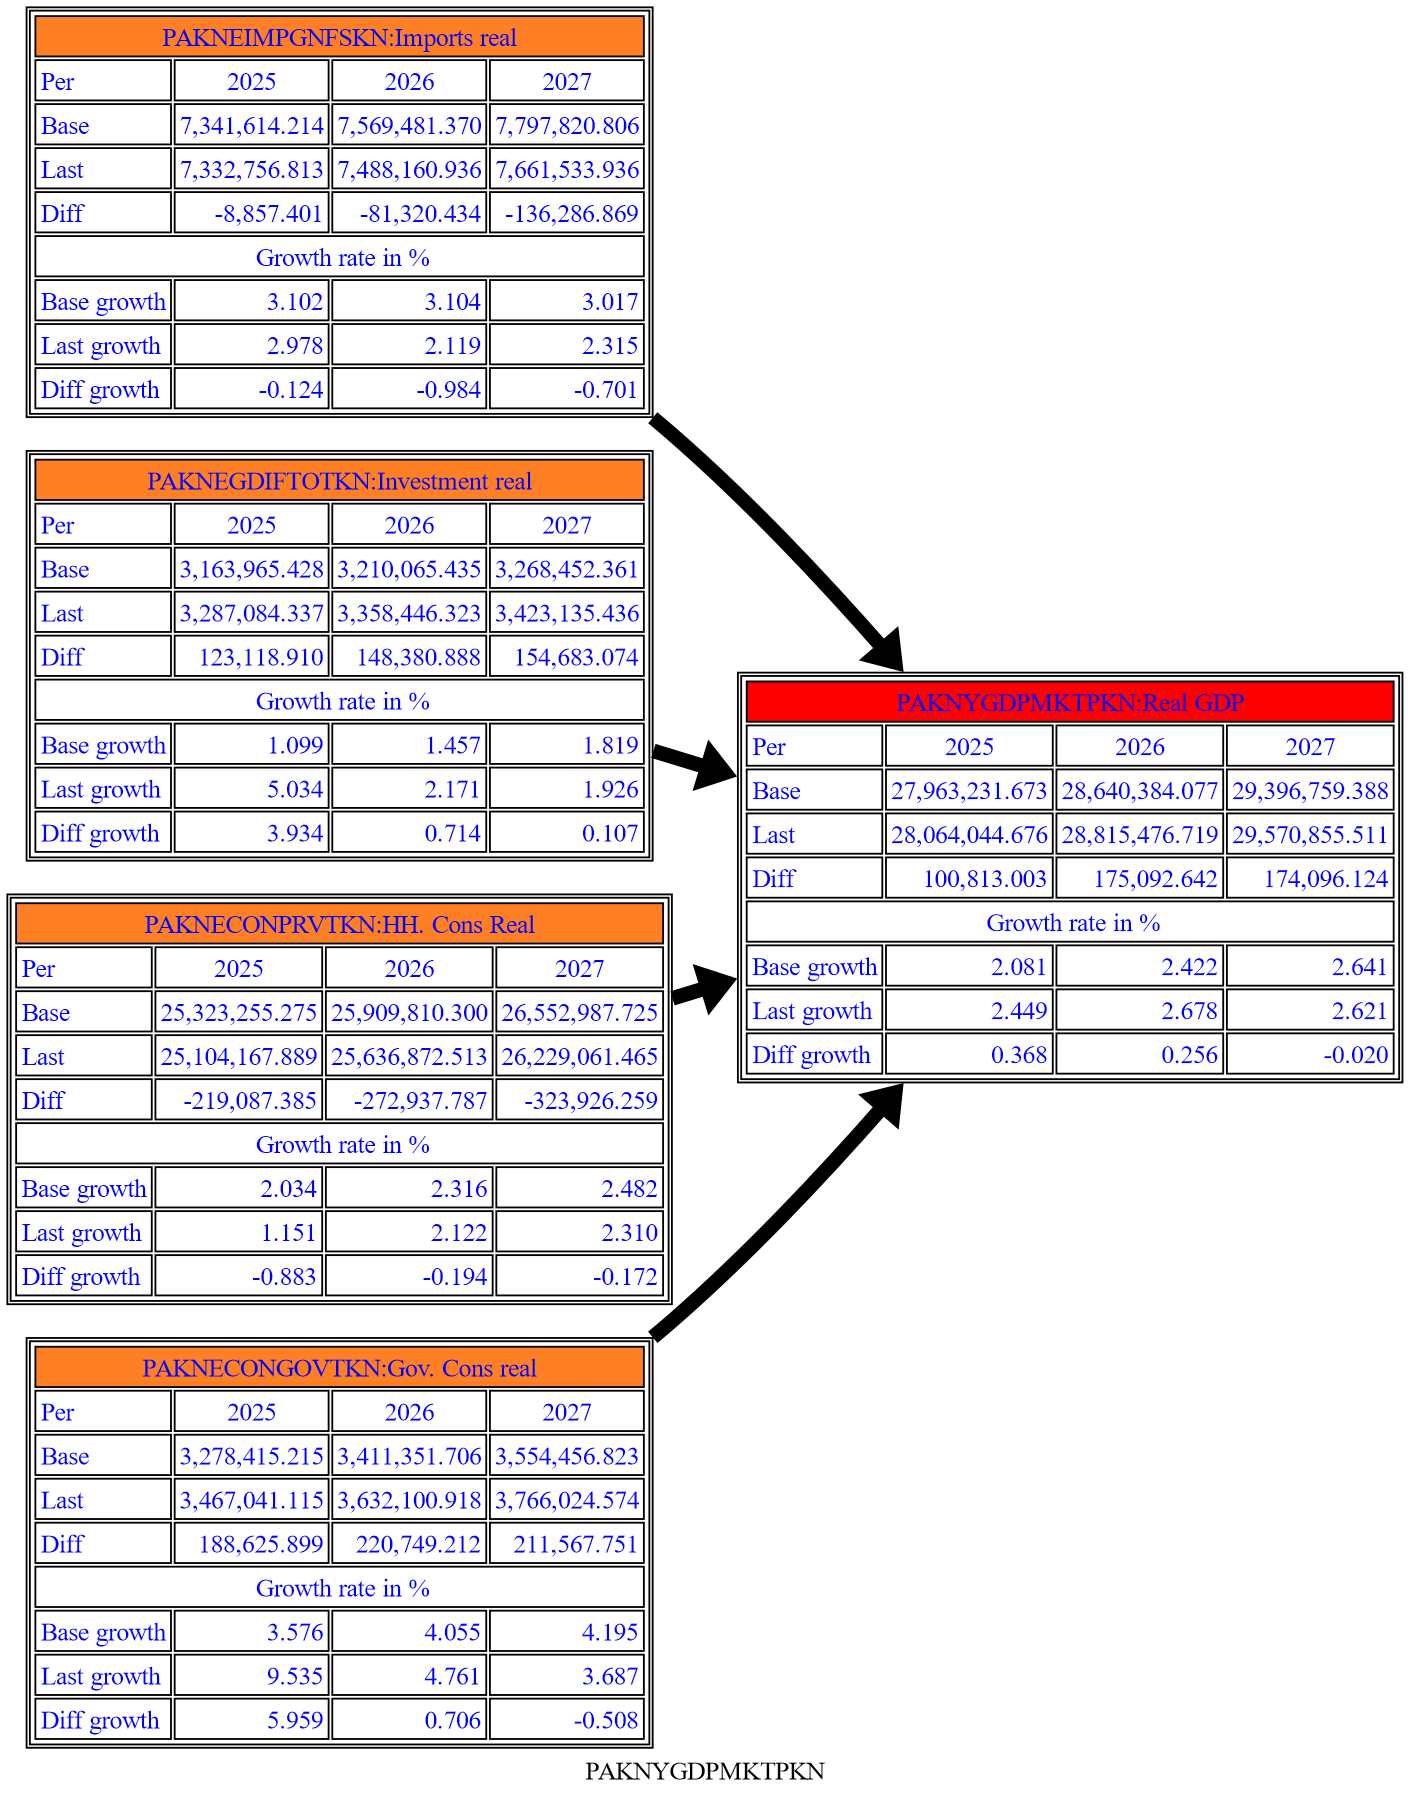 PAKNEIMPGNFSKN:Imports real
Per 2025 2026 2027
Base 7,341,614.214 7,569,481.370 7,797,820.806
Last 7,332,756.813 7,488,160.936 7,661,533.936
Diff -8,857.401 -81,320.434 -136,286.869
Growth rate in %
Base growth 3.102 3.104 3.017
Last growth 2.978 2.119 2.315
Diff growth -0.124 -0.984 -0.701
PAKNEGDIFTOTKN:Investment real
Per 2025 2026 2027
Base 3,163,965.428 3,210,065.435 3,268,452.361
Last 3,287,084.337 3,358,446.323 3,423,135.436
Diff 123,118.910 148,380.888 154,683.074
Growth rate in %
Base growth 1.099 1.457 1.819
Last growth 5.034 2.171 1.926
Diff growth 3.934 0.714 0.107
PAKNECONPRVTKN:HH. Cons Real
Per 2025 2026 2027
Base 25,323,255.275 25,909,810.300 26,552,987.725
Last 25,104,167.889 25,636,872.513 26,229,061.465
Diff -219,087.385 -272,937.787 -323,926.259
Growth rate in %
Base growth 2.034 2.316 2.482
Last growth 1.151 2.122 2.310
Diff growth -0.883 -0.194 -0.172
PAKNECONGOVTKN:Gov. Cons real
Per 2025 2026 2027
Base 3,278,415.215 3,411,351.706 3,554,456.823
Last 3,467,041.115 3,632,100.918 3,766,024.574
Diff 188,625.899 220,749.212 211,567.751
Growth rate in %
Base growth 3.576 4.055 4.195
Last growth 9.535 4.761 3.687
Diff growth 5.959 0.706 -0.508
PAKNYGDPMKTPKN:Real GDP
Per 2025 2026 2027
Base 27,963,231.673 28,640,384.077 29,396,759.388
Last 28,064,044.676 28,815,476.719 29,570,855.511
Diff 100,813.003 175,092.642 174,096.124
Growth rate in %
Base growth 2.081 2.422 2.641
Last growth 2.449 2.678 2.621
Diff growth 0.368 0.256 -0.020
PAKNYGDPMKTPKN